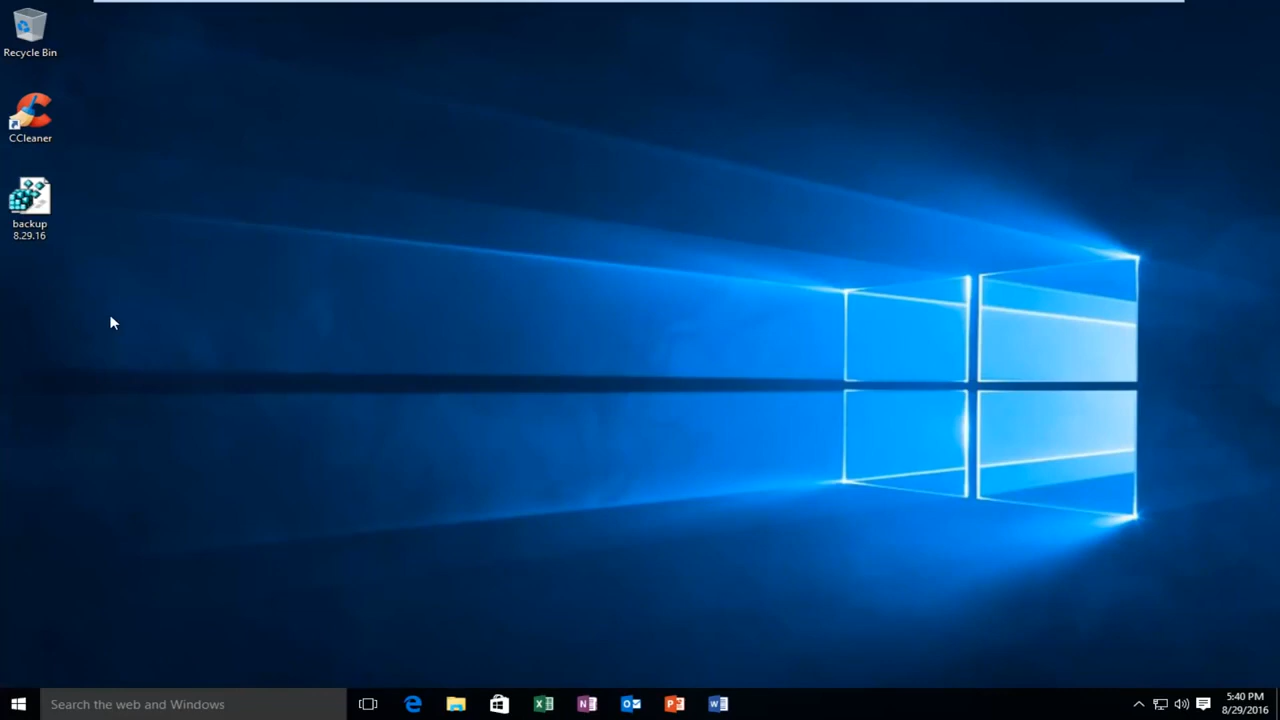 Recycle Bin
CCleaner
backup
8.29.16
Search the web and Windows
5:40 PM
8/29/2016